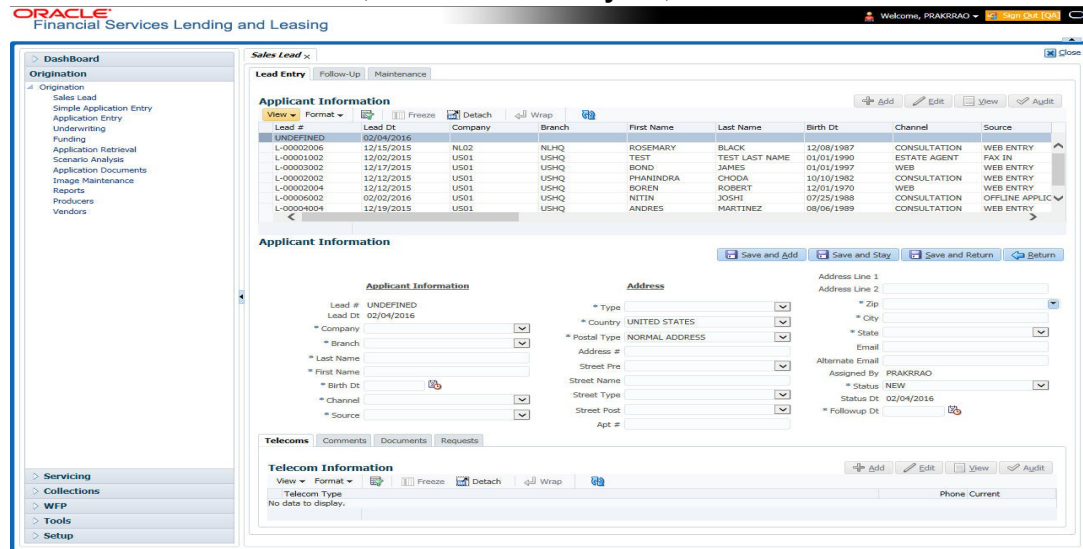 ORACLE
Financial Services Lending and Leasing
Welcome, PRAKRRAO Sign Out [QA]
DashBoard
Origination
Origination
Sales Lead
Simple Application Entry
Application Entry
Underwriting
Funding
Application Retrieval
Scenario Analysis
Application Documents
Image Maintenance
Reports
Producers
Vendors
Servicing
Collections
WFP
Tools
Setup
Sales Lead x
Close
Lead Entry Follow-Up Maintenance
Applicant Information
Add Edit View Audit
View Format Freeze Detach Wrap
Lead # Lead Dt Company Branch First Name Last Name Birth Dt Channel Source
UNDEFINED 02/04/2016
L-00002006 12/15/2015 NL02 NLHQ ROSEMARY BLACK 12/08/1987 CONSULTATION WEB ENTRY
L-00001002 12/02/2015 US01 USHQ TEST TEST LAST NAME 01/01/1990 ESTATE AGENT FAX IN
L-00003002 12/17/2015 US01 USHQ BOND JAMES 01/01/1997 WEB WEB ENTRY
L-00002002 12/12/2015 US01 USHQ PHANINDRA CHODA 10/10/1982 CONSULTATION WEB ENTRY
L-00002004 12/12/2015 US01 USHQ BOREN ROBERT 12/01/1970 WEB WEB ENTRY
L-00006002 02/02/2016 US01 USHQ NITIN JOSHI 07/25/1988 CONSULTATION OFFLINE APPLIC
L-00004004 12/19/2015 US01 USHQ ANDRES MARTINEZ 08/06/1989 CONSULTATION WEB ENTRY
Applicant Information
Save and Add Save and Stay Save and Return Return
Applicant Information
Lead # UNDEFINED
Lead Dt 02/04/2016
* Company
* Branch
* Last Name
* First Name
* Birth Dt
* Channel
* Source
Address
* Type
* Country UNITED STATES
* Postal Type NORMAL ADDRESS
Address #
Street Pre
Street Name
Street Type
Street Post
Apt #
Address Line 1
Address Line 2
* Zip
* City
* State
Email
Alternate Email
Assigned By PRAKRRAO
* Status NEW
Status Dt 02/04/2016
* Followup Dt
Telecoms Comments Documents Requests
Telecom Information
Add Edit View Audit
View Format Freeze Detach Wrap
Telecom Type Phone Current
No data to display.